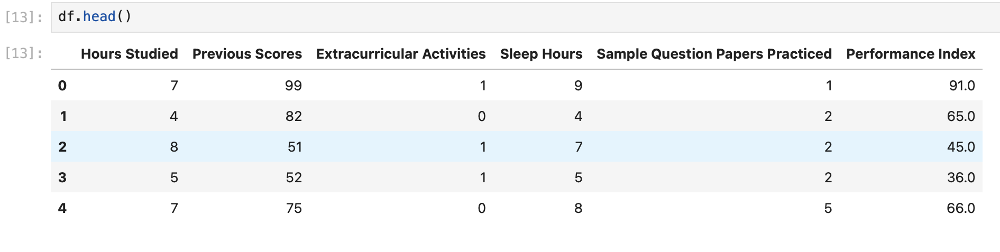 [13]: df.head()
[13]: Hours Studied Previous Scores Extracurricular Activities Sleep Hours Sample Question Papers Practiced Performance Index
0 7 99 1 9 1 91.0
1 4 82 0 4 2 65.0
2 8 51 1 7 2 45.0
3 5 52 1 5 2 36.0
4 7 75 0 8 5 66.0